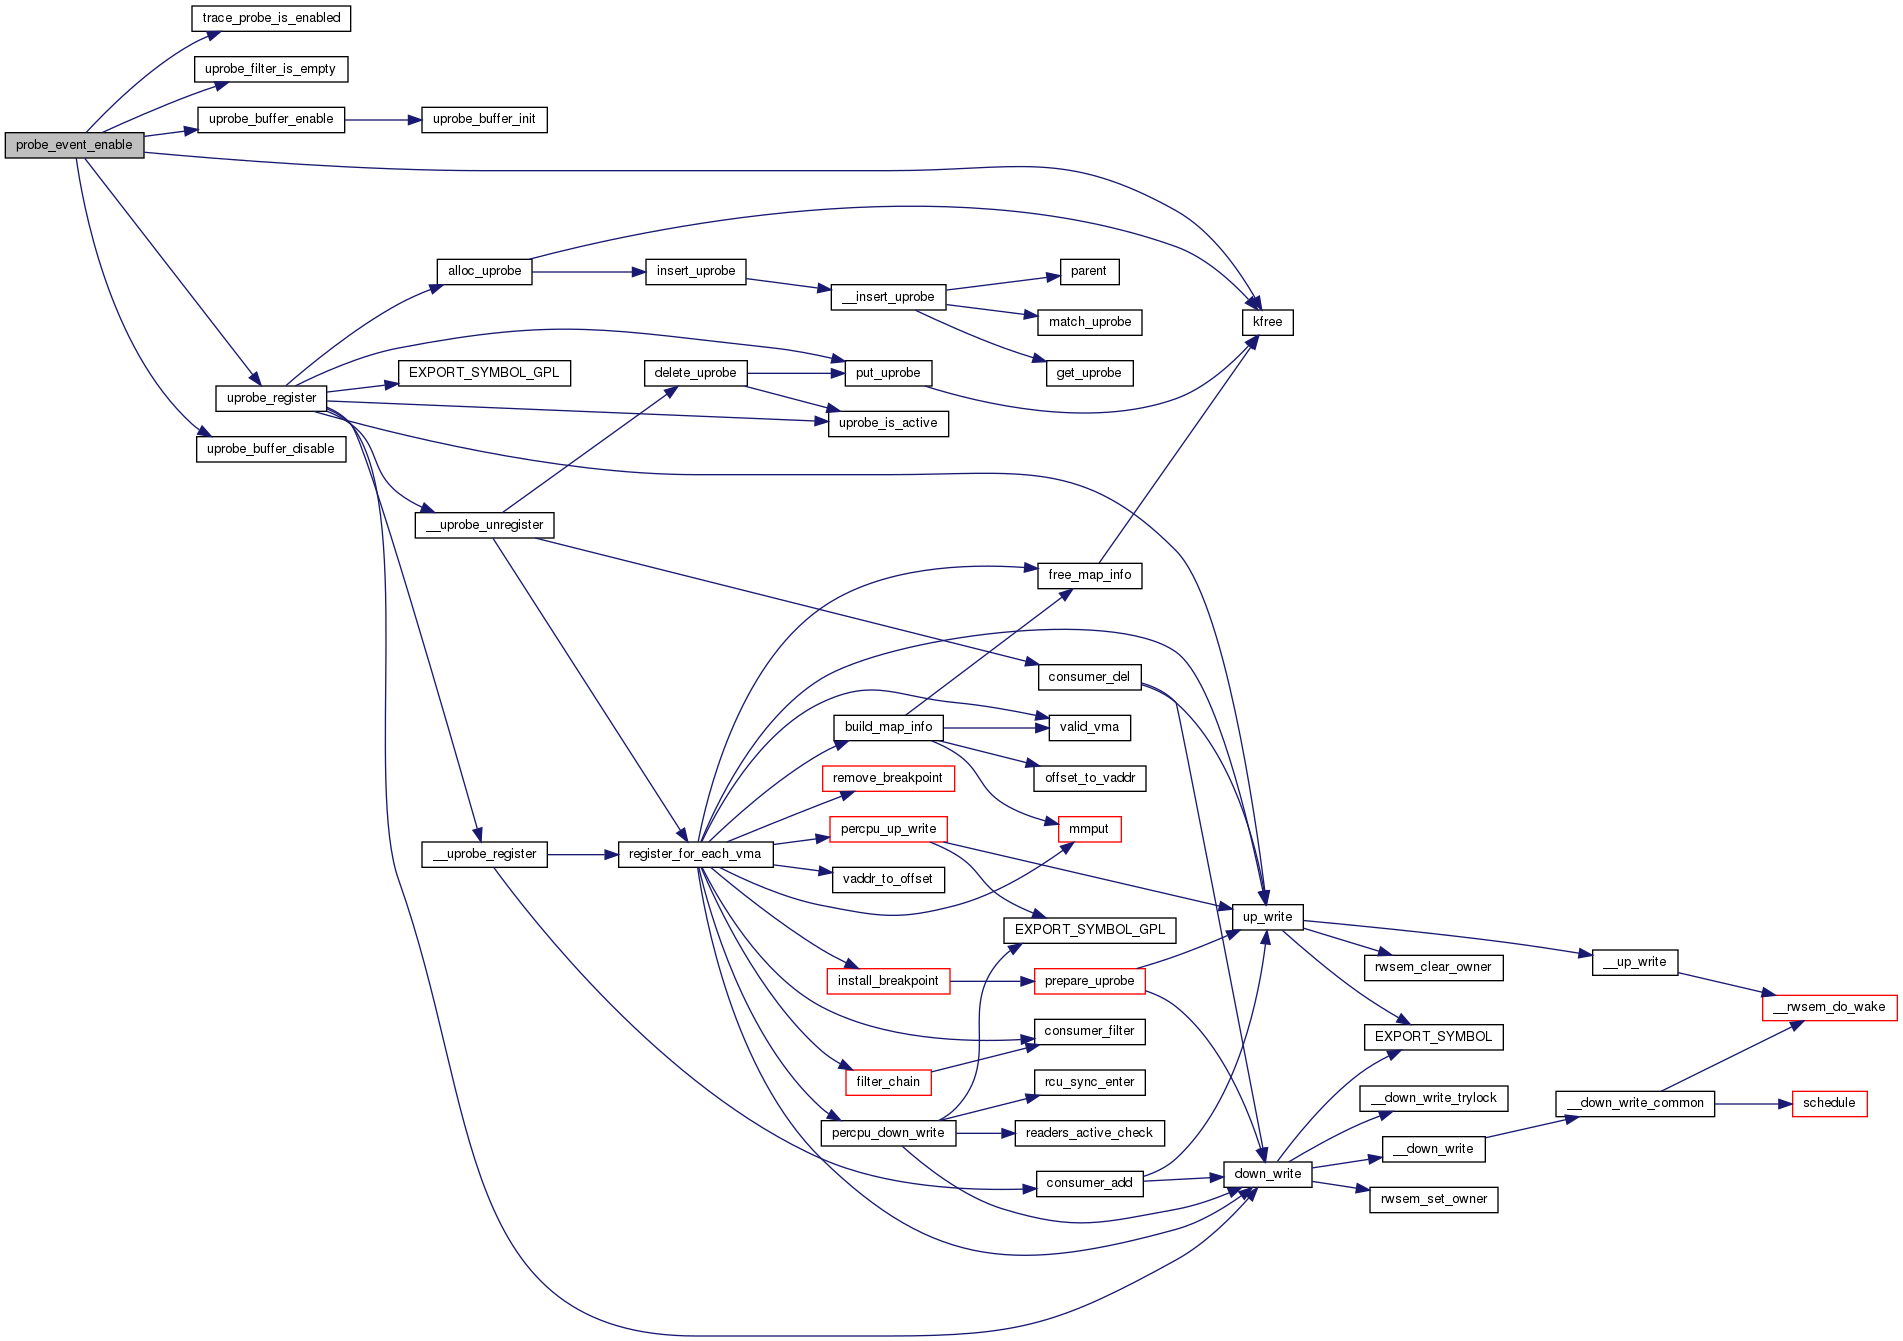 trace_probe_is_enabled
uprobe_filter_is_empty
uprobe_buffer_enable
uprobe_buffer_init
probe_event_enable
alloc_uprobe
insert_uprobe
parent
__insert_uprobe
match_uprobe
kfree
EXPORT_SYMBOL_GPL
delete_uprobe
put_uprobe
get_uprobe
uprobe_register
uprobe_is_active
uprobe_buffer_disable
__uprobe_unregister
free_map_info
consumer_del
build_map_info
valid_vma
remove_breakpoint
offset_to_vaddr
percpu_up_write
mmput
__uprobe_register
register_for_each_vma
vaddr_to_offset
up_write
EXPORT_SYMBOL_GPL
rwsem_clear_owner
__up_write
install_breakpoint
prepare_uprobe
__rwsem_do_wake
consumer_filter
EXPORT_SYMBOL
filter_chain
rcu_sync_enter
__down_write_trylock
__down_write_common
schedule
percpu_down_write
readers_active_check
__down_write
consumer_add
down_write
rwsem_set_owner